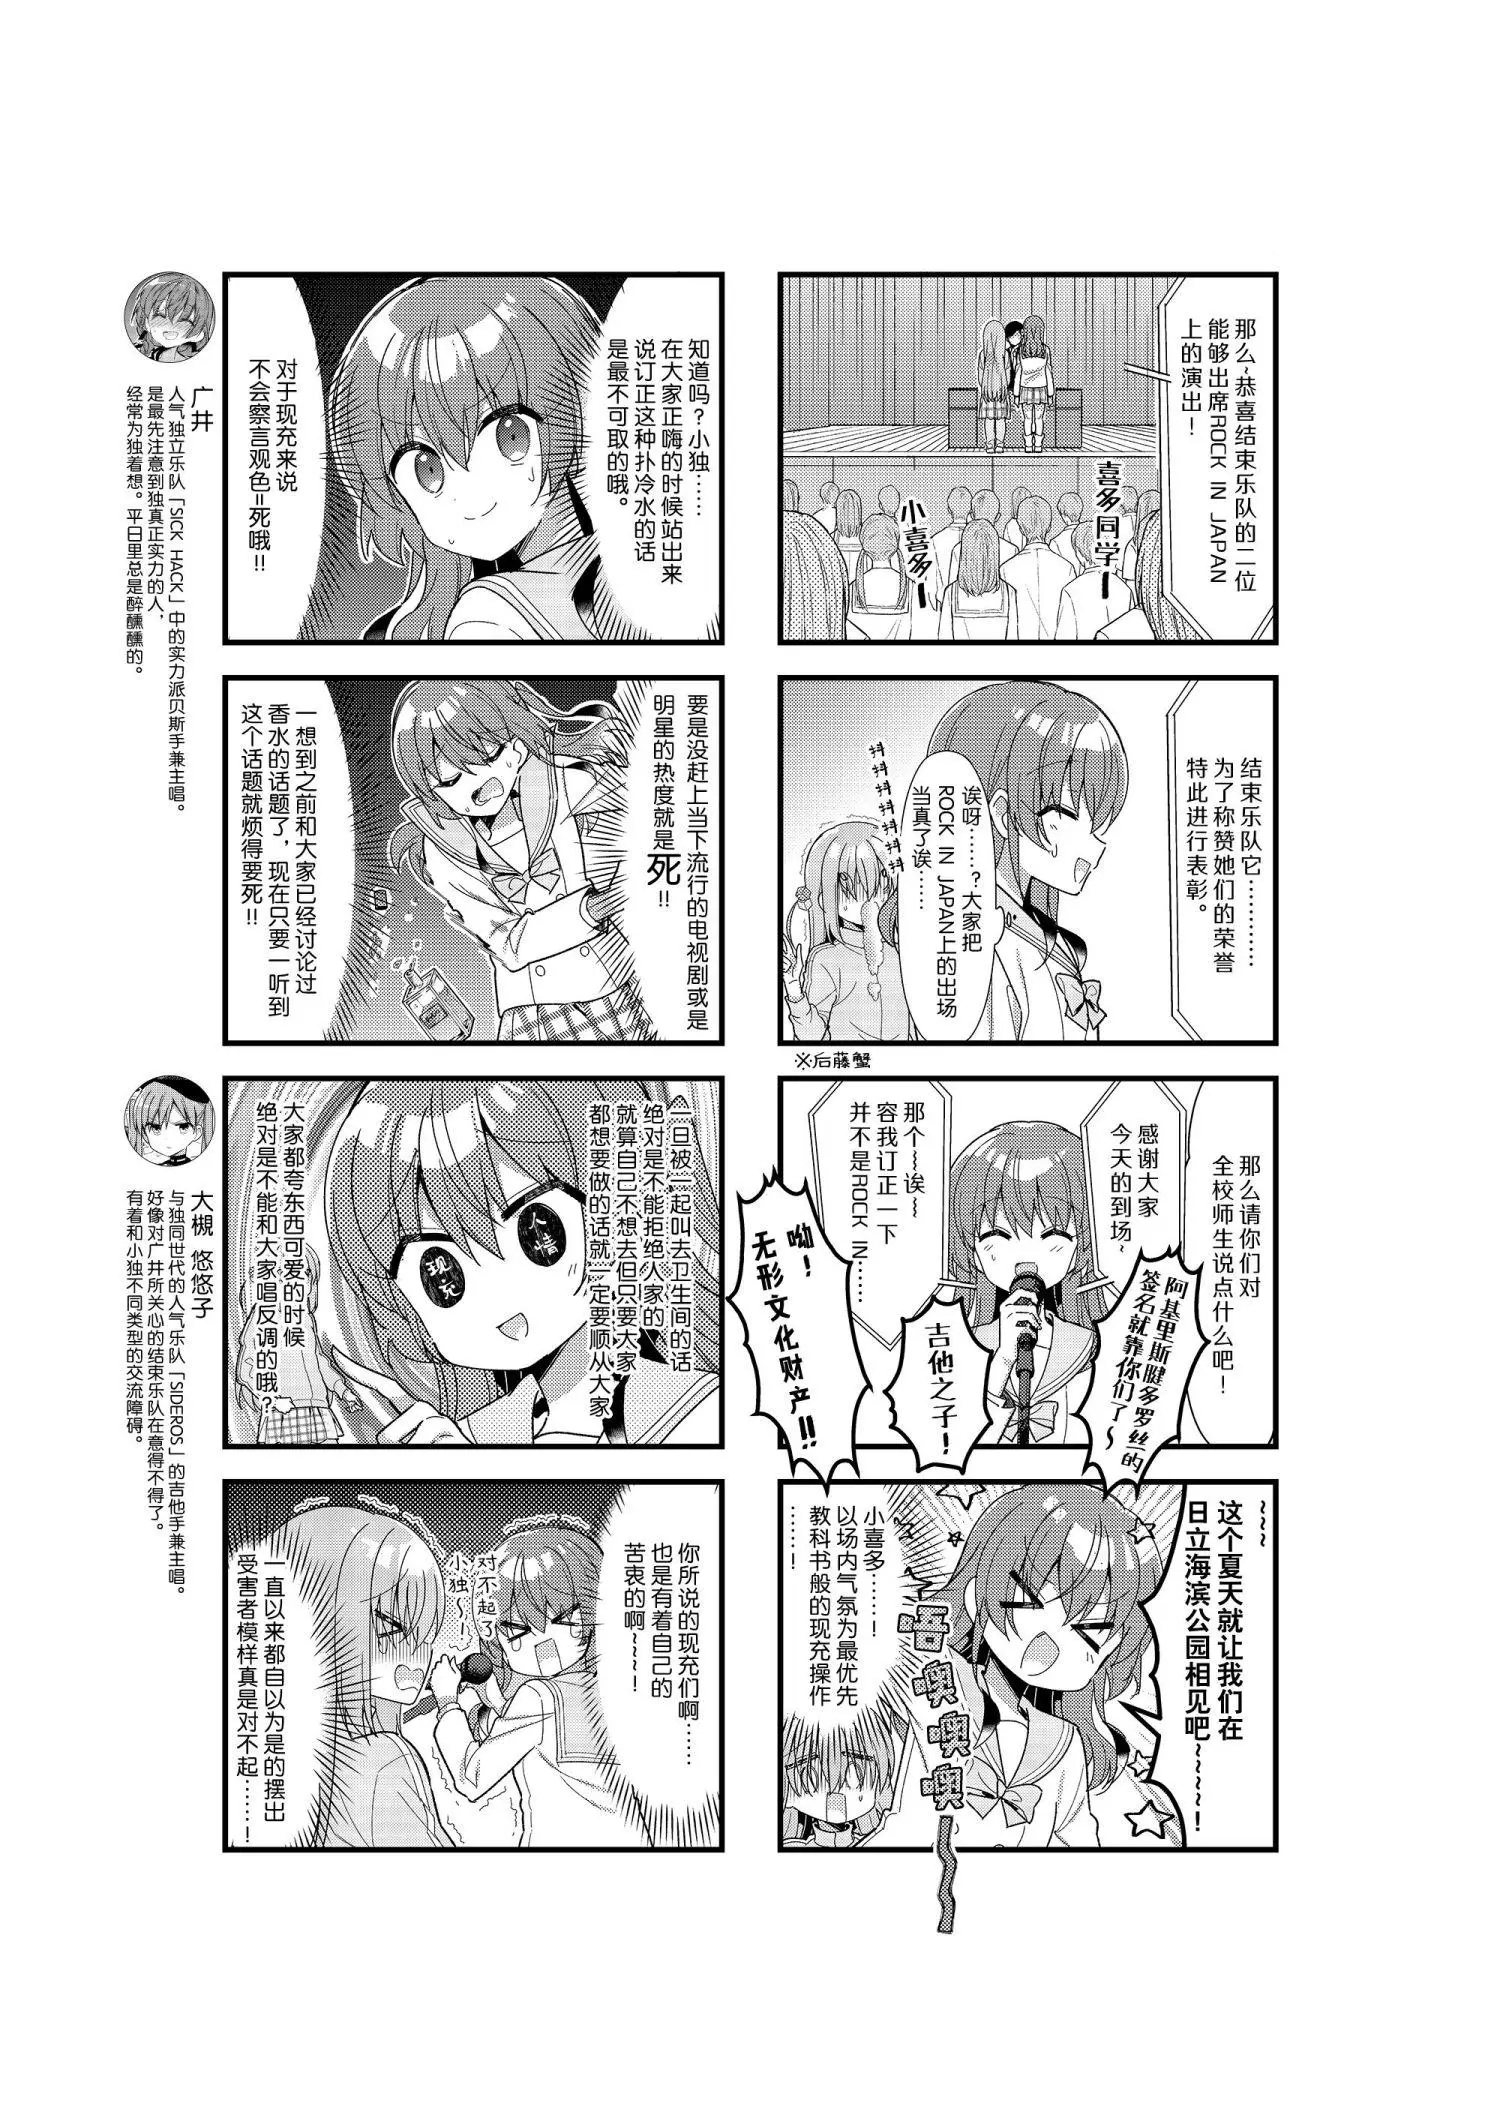 那么~恭喜结束乐队的二位
能够出席ROCK IN JAPAN
上的演出！
喜多同学ー
小喜多ー
结束乐队它…………
为了称赞她们的荣誉
特此进行表彰。
诶呀……？大家把
ROCK IN JAPAN上的出场
当真了诶……
抖抖抖抖抖抖抖
※后藤蟹
那么请你们对
全校师生说点什么吧！
感谢大家
今天的到场~
那个~诶~~
容我订正一下
并不是ROCK IN……
阿基里斯腱多罗丝的
签名就靠你们了~
吉他之子！
呦！
无形文化财产!!
~~~
这个夏天就让我们在
日立海滨公园相见吧~~~~！
唔噢噢噢
小喜多……！
以场内气氛为最优先
教科书般的现充操作
……！
知道吗？小独……
在大家正嗨的时候站出来
说订正这种扑冷水的话
是最不可取的哦。
对于现充来说
不会察言观色=死哦!!
要是没赶上当下流行的电视剧或是
明星的热度就是死!!
一想到之前和大家已经讨论过
香水的话题了，现在只要一听到
这个话题就烦得要死!!
一旦被一起叫去卫生间的话
绝对是不能拒绝人家的
就算自己不想去但只要大家
都想要做的话就一定要顺从大家
人情
现充
大家都夸东西可爱的时候
绝对是不能和大家唱反调的哦？
你所说的现充们啊……
也是有着自己的
苦衷的啊~~~！
对不起了
小独~！
一直以来都自以为是的摆出
受害者模样真是对不起……！
广井
人气独立乐队「SICK HACK」中的实力派贝斯手兼主唱。
是最先注意到独真正实力的人，
经常为独着想。平日里总是醉醺醺的。
大槻 悠悠子
与独同世代的人气乐队「SIDEROS」的吉他手兼主唱。
好像对广井所关心的结束乐队在意得不得了。
有着和小独不同类型的交流障碍。